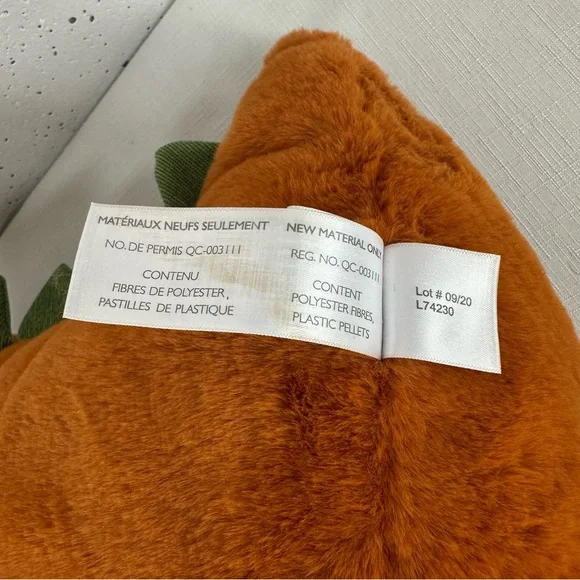 MATÉRIAUX NEUFS SEULEMENT
NO. DE PERMIS QC-003111
CONTENU
FIBRES DE POLYESTER,
PASTILLES DE PLASTIQUE
NEW MATERIAL ONLY
REG. NO. QC-003111
CONTENT
POLYESTER FIBRES,
PLASTIC PELLETS
Lot # 09/20
L74230